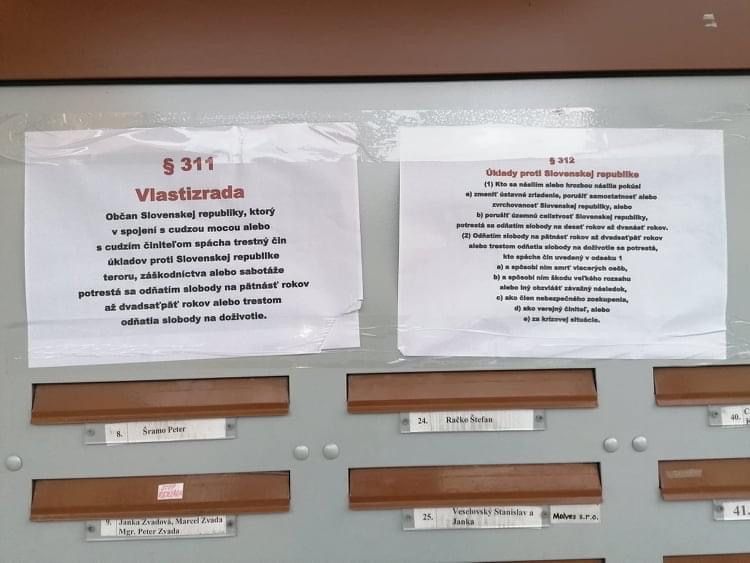 § 311
Vlastizrada
Občan Slovenskej republiky, ktorý
v spojení s cudzou mocou alebo
s cudzím činiteľom spácha trestný čin
úkladov proti Slovenskej republike
teroru, záškodníctva alebo sabotáže
potrestá sa odňatím slobody na pätnásť rokov
až dvadsaťpäť rokov alebo trestom
odňatia slobody na doživotie.
§ 312
Úklady proti Slovenskej republike
(1) Kto sa násilím alebo hrozbou násilia pokúsi
a) zmeniť ústavné zriadenie, porušiť samostatnosť alebo
zvrchovanosť Slovenskej republiky, alebo
b) porušiť územnú celistvosť Slovenskej republiky,
potrestá sa odňatím slobody na desať rokov až dvanásť rokov.
(2) Odňatím slobody na pätnásť rokov až dvadsaťpäť rokov
alebo trestom odňatia slobody na doživotie sa potrestá,
kto spácha čin uvedený v odseku 1
a) a spôsobí ním smrť viacerých osôb,
b) a spôsobí ním škodu veľkého rozsahu
alebo iný obzvlášť závažný následok,
c) ako člen nebezpečného zoskupenia,
d) ako verejný činiteľ, alebo
e) za krízovej situácie.
8. Šramo Peter
24. Račko Štefan
40.
9. Janka Zvadová, Marcel Zvada
Mgr. Peter Zvada
25. Veselovský Stanislav a
Janka
Molves s.r.o.
41.